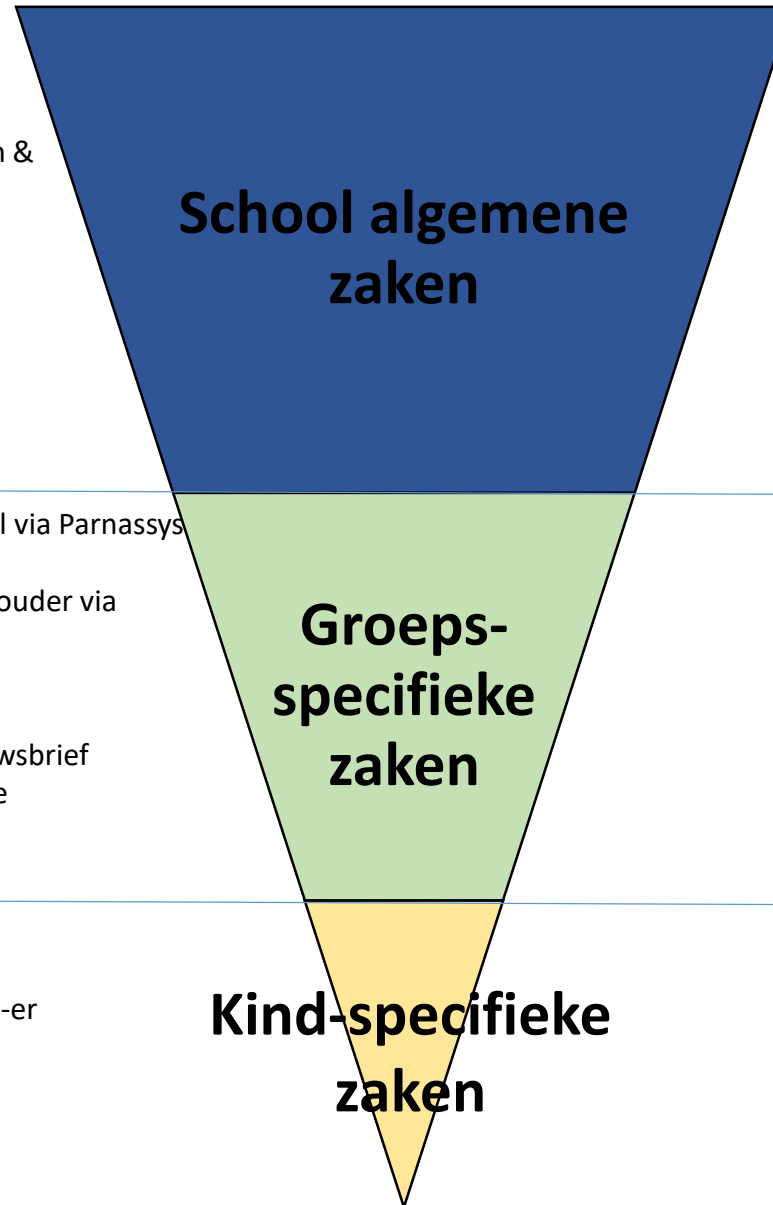 n &
School algemene
zaken
l via Parnassys
ouder via
Groeps-
specifieke
zaken
wsbrief
e
-er
Kind-specifieke
zaken